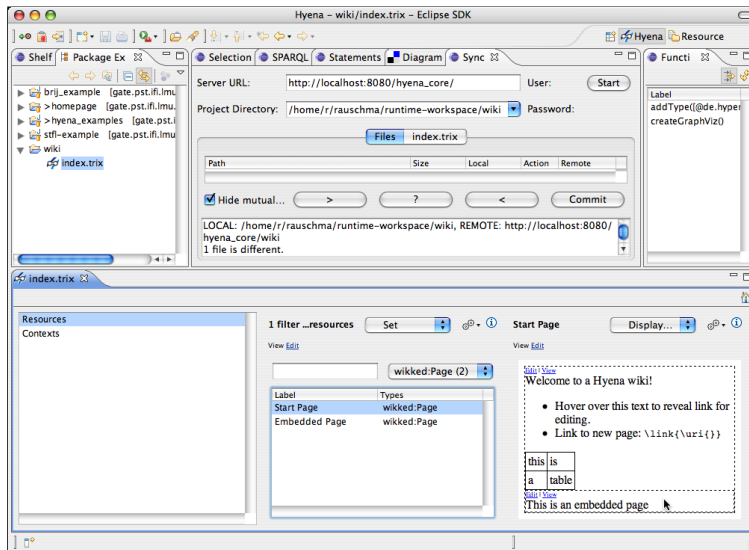 Hyena - wiki/index.trix - Eclipse SDK
Hyena Resource
Shelf Package Ex
brij_example [gate.pst.ifi.lmu.
>homepage [gate.pst.ifi.lmu.
>hyena_examples [gate.pst.i
stfl-example [gate.pst.ifi.lmu
wiki
index.trix
Selection SPARQL Statements Diagram Sync
Server URL: http://localhost:8080/hyena_core/ User: Start
Project Directory: /home/r/rauschma/runtime-workspace/wiki Password:
Files index.trix
Path Size Local Action Remote
Hide mutual... > ? < Commit
LOCAL: /home/r/rauschma/runtime-workspace/wiki, REMOTE: http://localhost:8080/
hyena_core/wiki
1 file is different.
Functi
Label
addType([@de.hyper
createGraphViz()
index.trix
Resources
Contexts
1 filter ...resources Set
View Edit
wikked:Page (2)
Label Types
Start Page wikked:Page
Embedded Page wikked:Page
Start Page Display...
View Edit
Edit | View
Welcome to a Hyena wiki!
• Hover over this text to reveal link for
editing.
• Link to new page: \link{\uri{}}
this is
a table
Edit | View
This is an embedded page